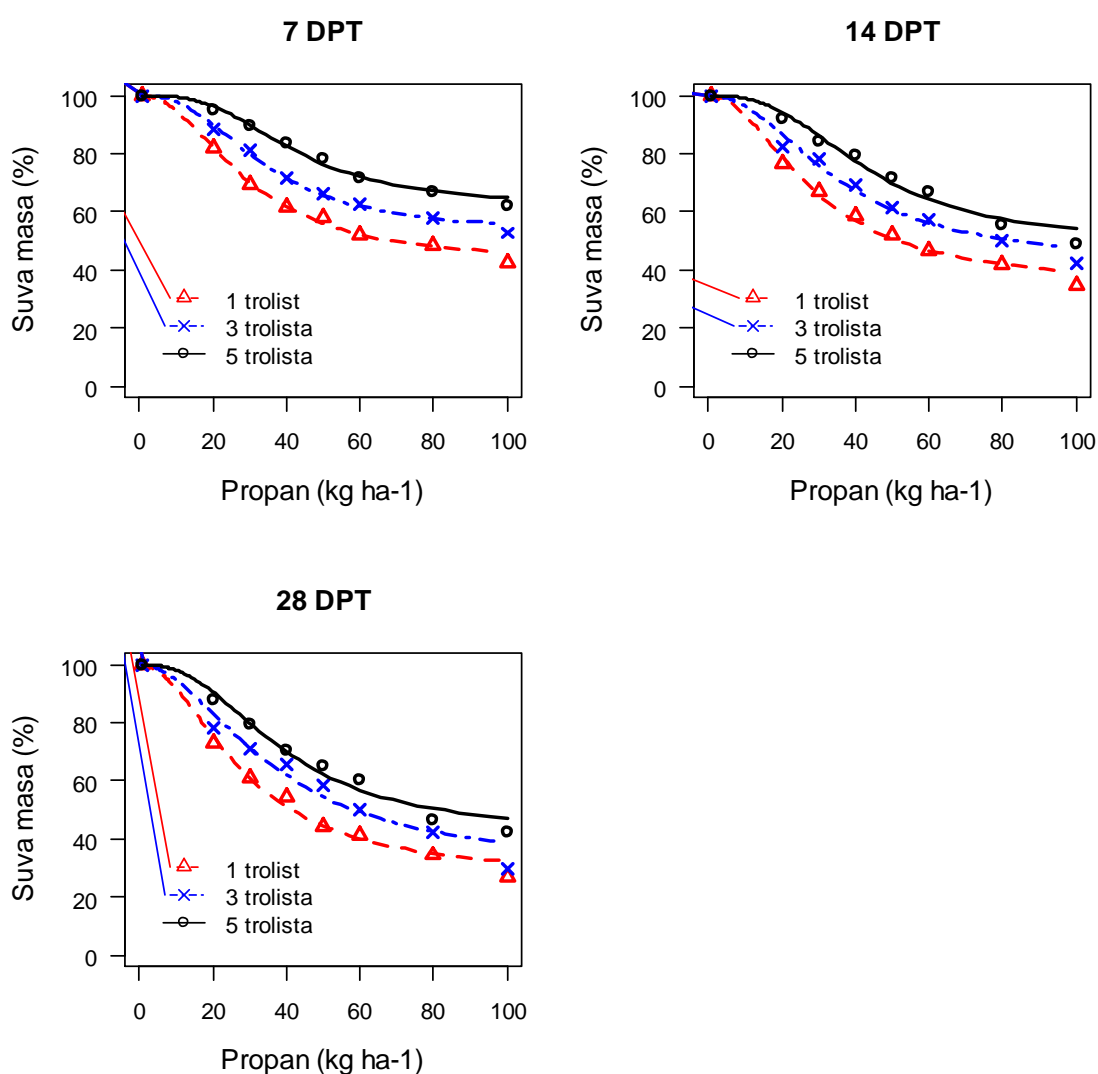 7 DPT
Suva masa (%)
100
80
60
40
20
0
1 trolist
3 trolista
5 trolista
0 20 40 60 80 100
Propan (kg ha-1)
14 DPT
Suva masa (%)
100
80
60
40
20
0
1 trolist
3 trolista
5 trolista
0 20 40 60 80 100
Propan (kg ha-1)
28 DPT
Suva masa (%)
100
80
60
40
20
0
1 trolist
3 trolista
5 trolista
0 20 40 60 80 100
Propan (kg ha-1)